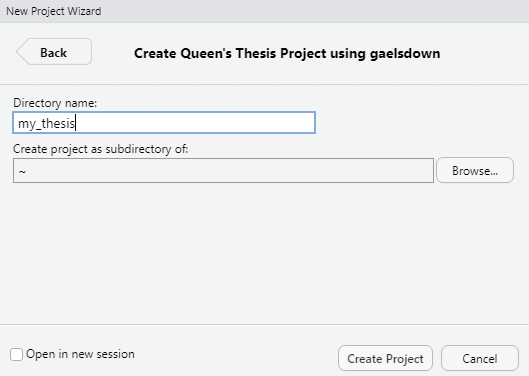 New Project Wizard
Back
Create Queen's Thesis Project using gaelsdown
Directory name:
my_thesis
Create project as subdirectory of:
~
Browse...
Open in new session
Create Project
Cancel